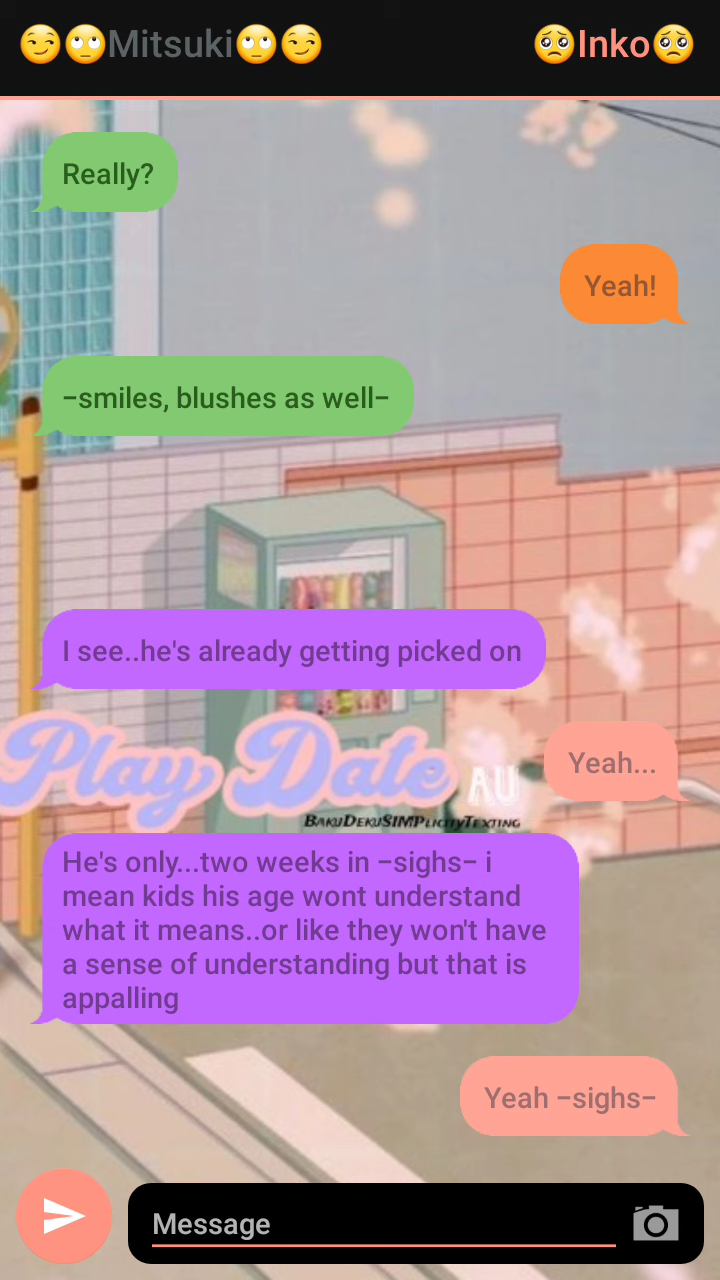 😏🙄Mitsuki🙄😏
🥺Inko🥺
Really?
Yeah!
–smiles, blushes as well–
I see..he's already getting picked on
Play Date AU
Yeah...
BakuDekuSIMPlicityTexting
He's only...two weeks in –sighs– i
mean kids his age wont understand
what it means..or like they won't have
a sense of understanding but that is
appalling
Yeah –sighs–
Message